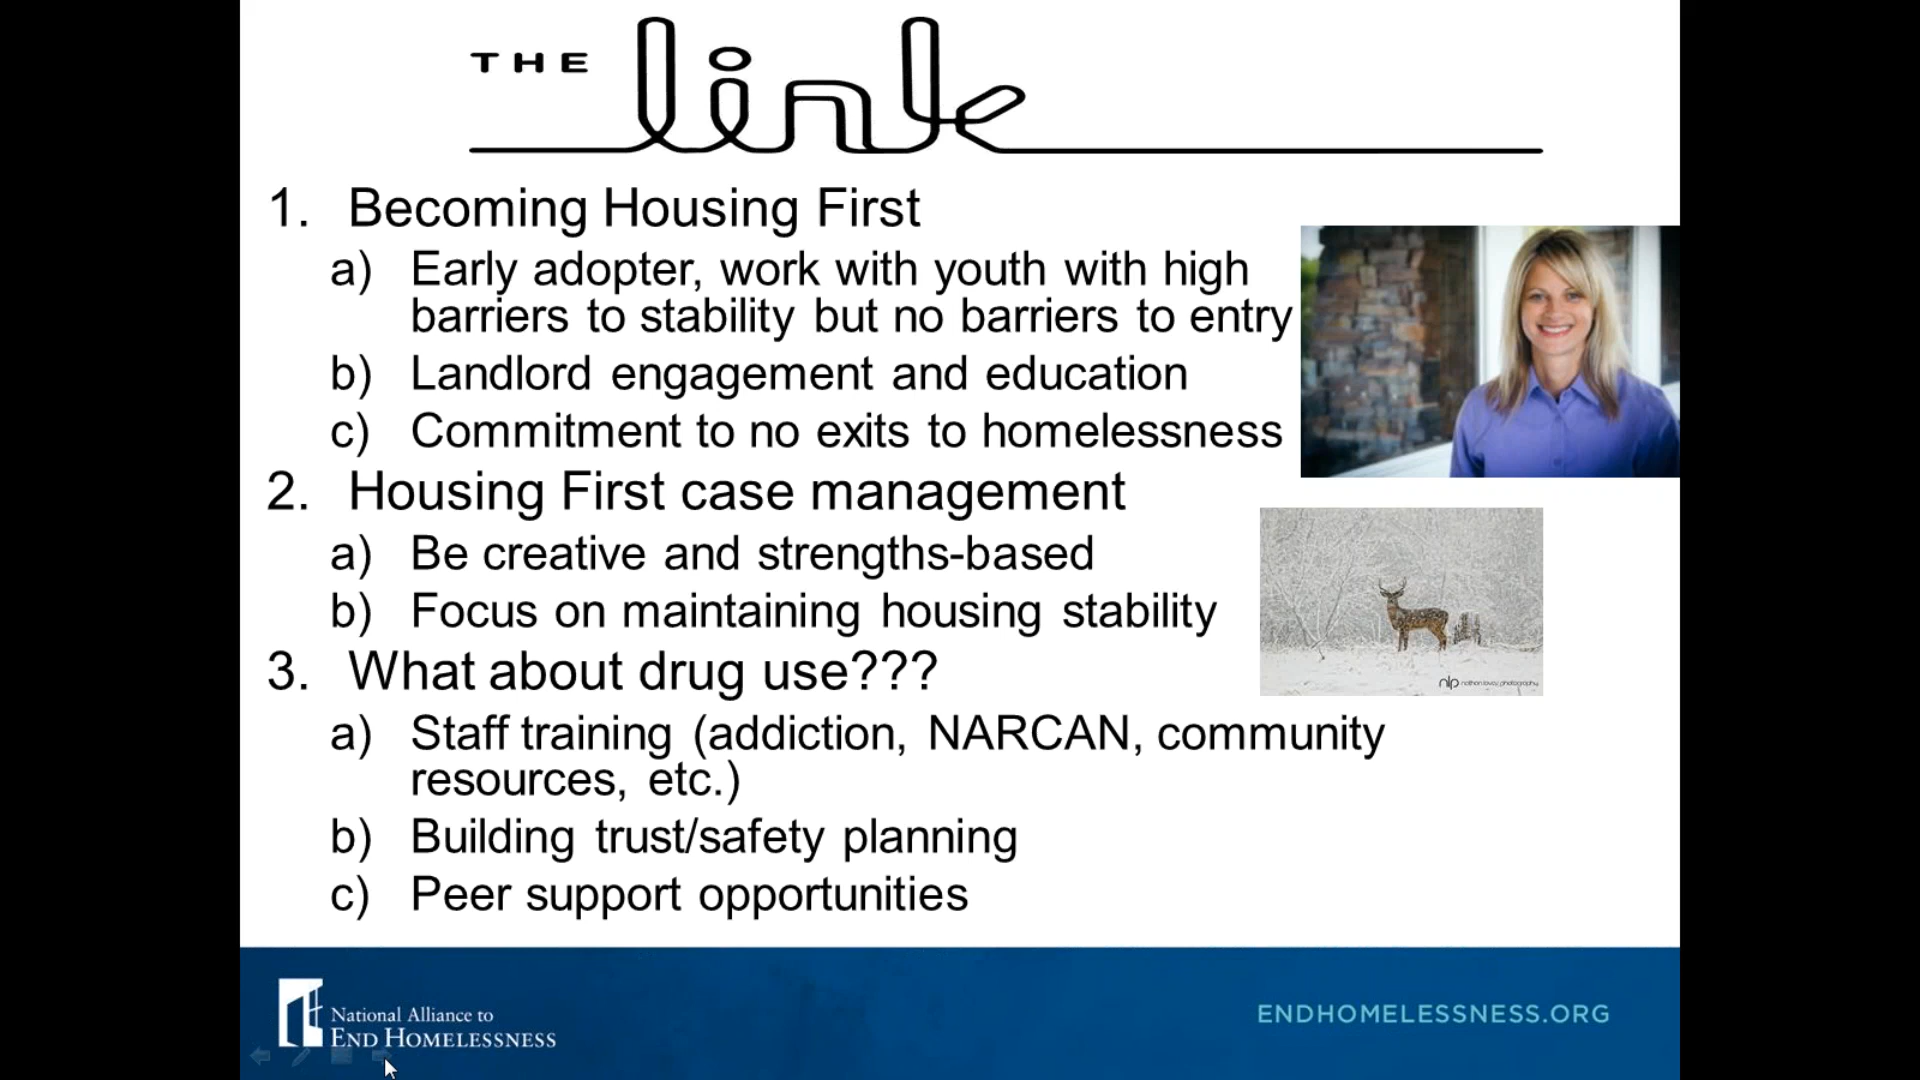 THE link
1. Becoming Housing First
a) Early adopter, work with youth with high
barriers to stability but no barriers to entry
b) Landlord engagement and education
c) Commitment to no exits to homelessness
2. Housing First case management
a) Be creative and strengths-based
b) Focus on maintaining housing stability
nlp photography
3. What about drug use???
a) Staff training (addiction, NARCAN, community
resources, etc.)
b) Building trust/safety planning
c) Peer support opportunities
National Alliance to
END HOMELESSNESS
ENDHOMELESSNESS.ORG